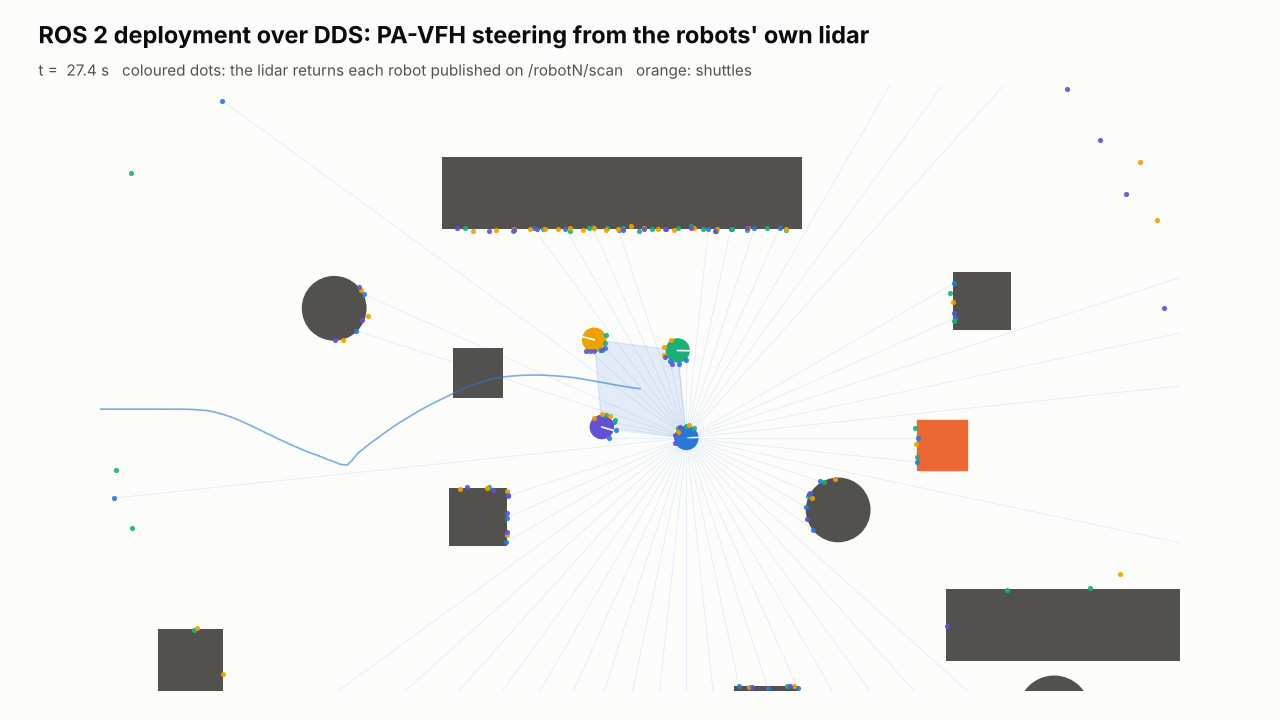 ROS 2 deployment over DDS: PA-VFH steering from the robots' own lidar
t =  27.4 s   coloured dots: the lidar returns each robot published on /robotN/scan   orange: shuttles